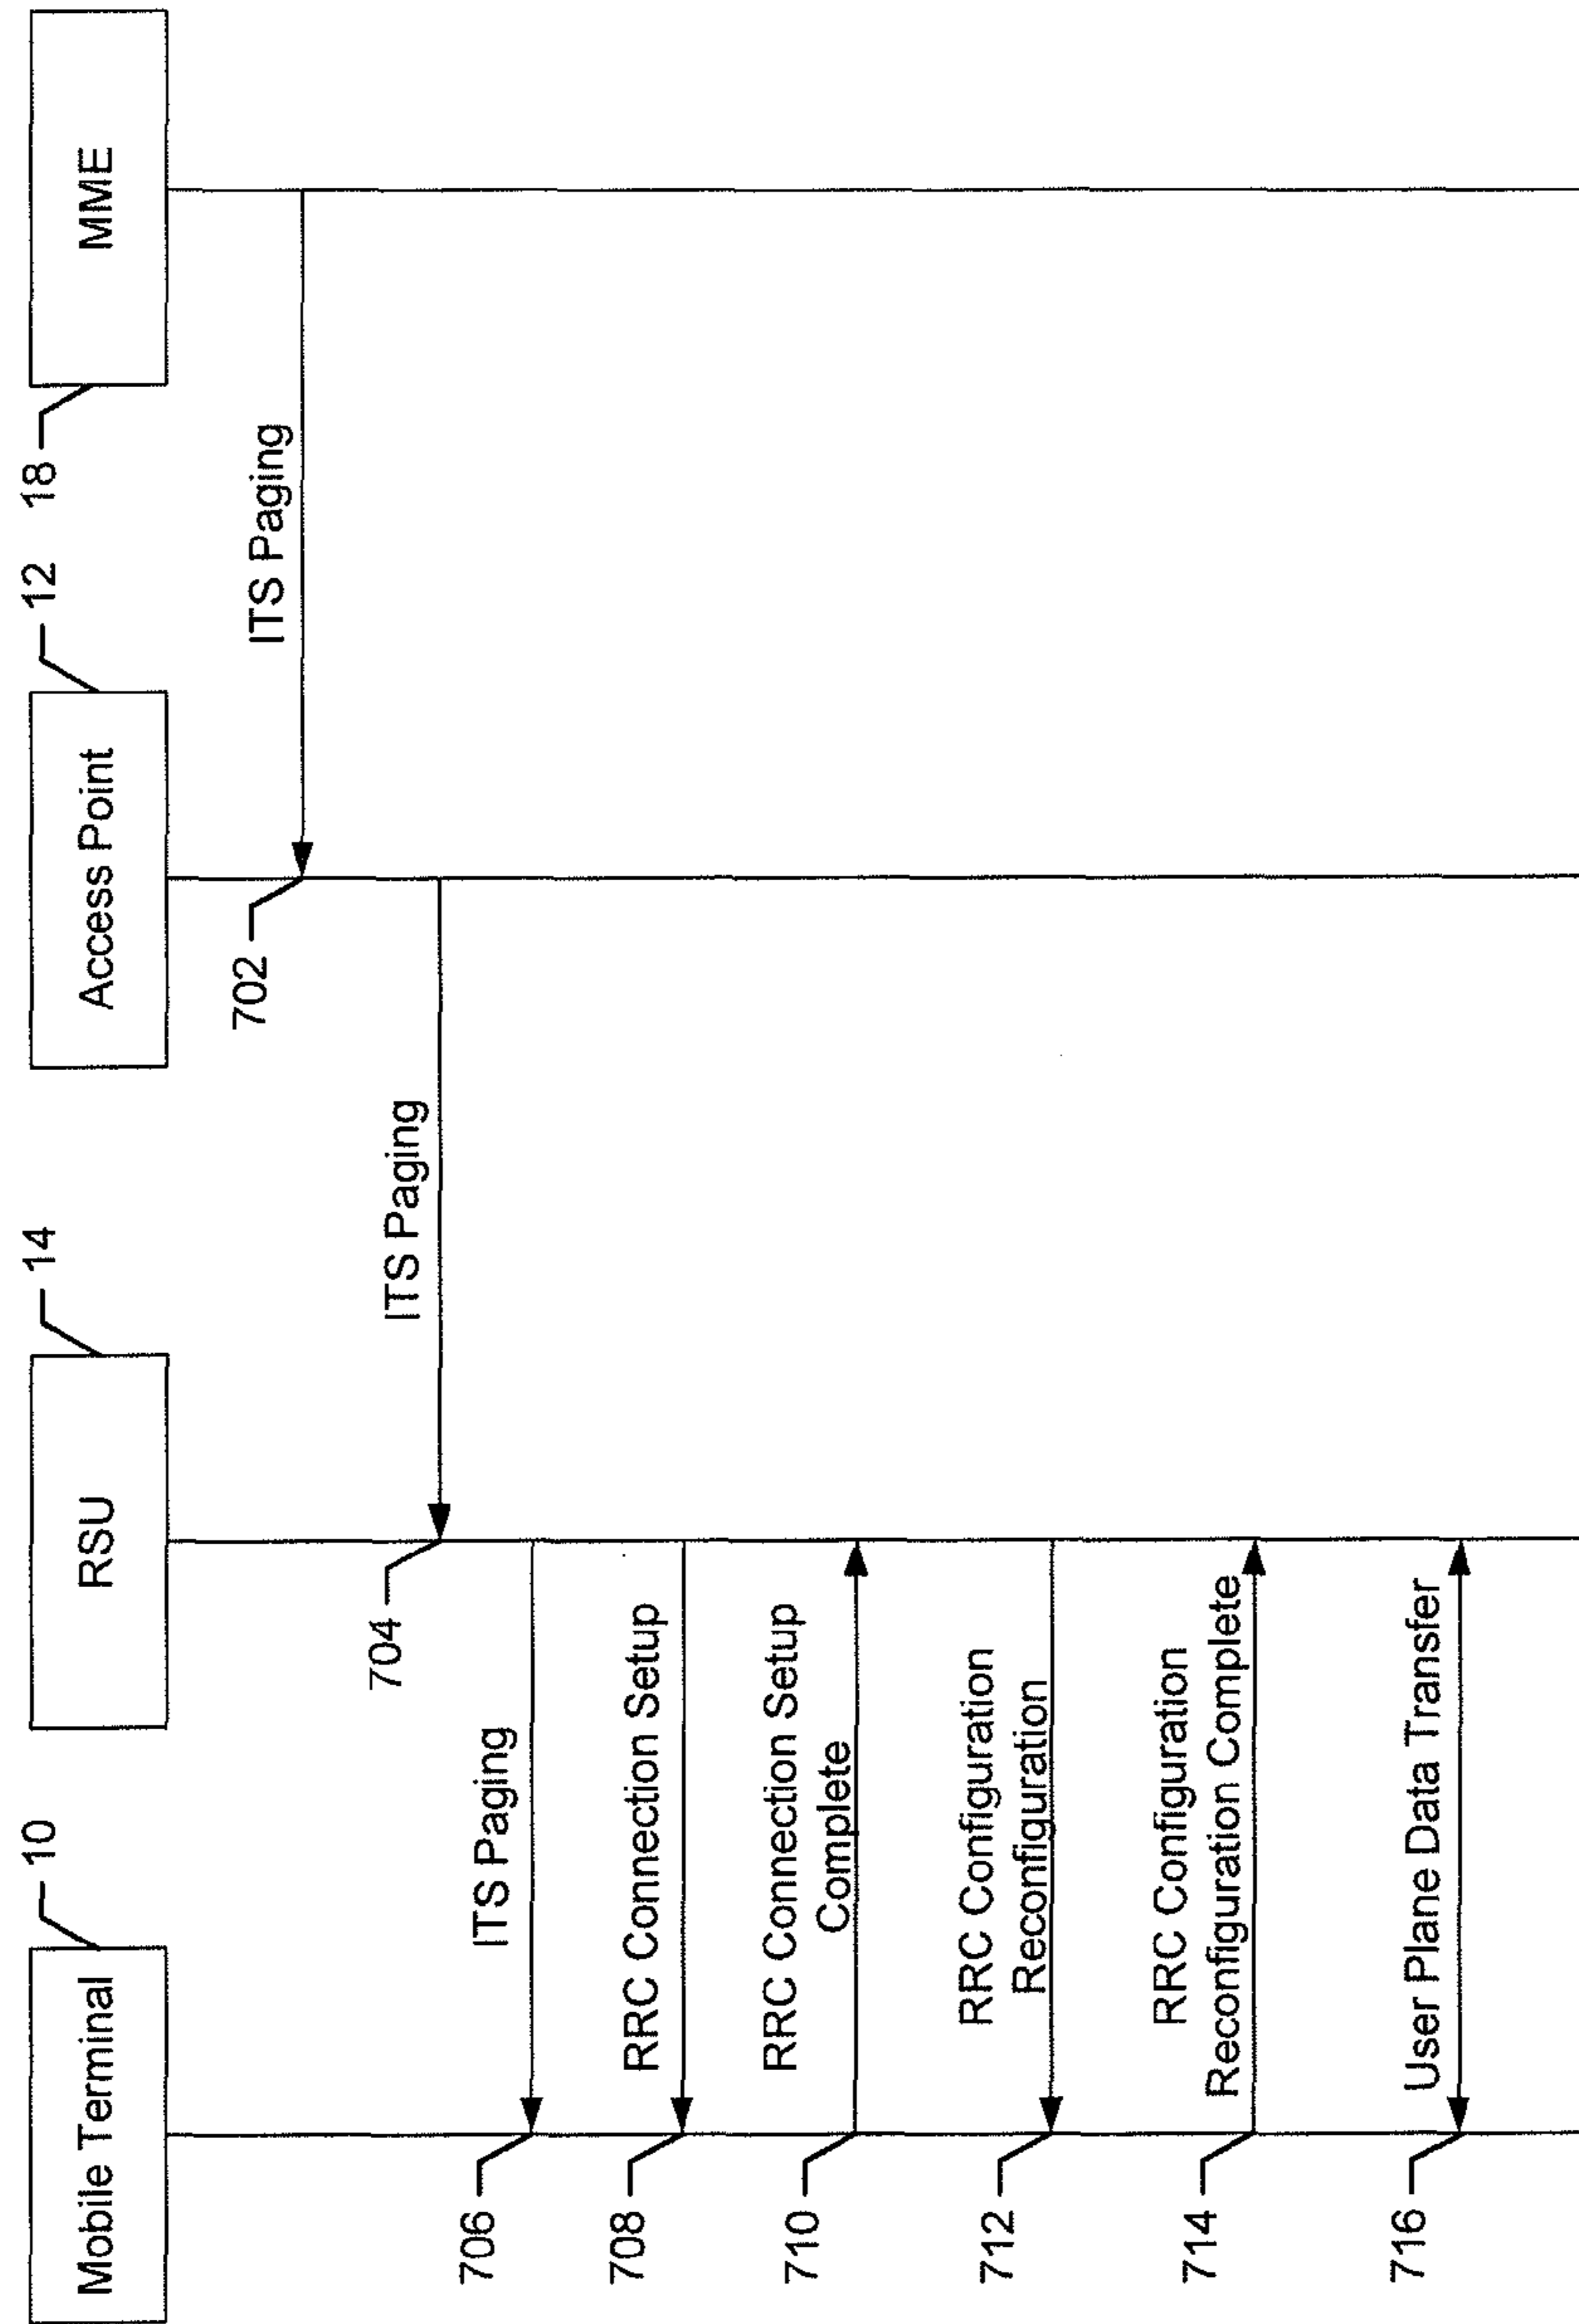 Mobile Terminal
10
RSU
14
Access Point
12
MME
18
ITS Paging
702
ITS Paging
704
ITS Paging
706
RRC Connection Setup
708
RRC Connection Setup
Complete
710
RRC Configuration
Reconfiguration
712
RRC Configuration
Reconfiguration Complete
714
User Plane Data Transfer
716